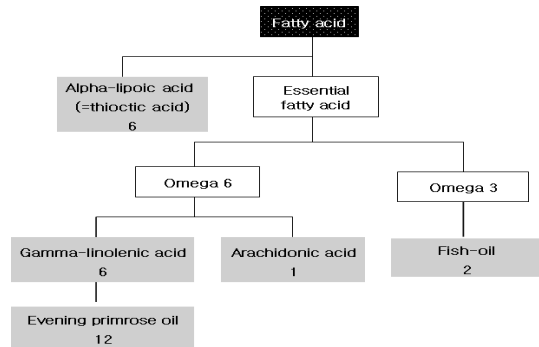 Fatty acid
Alpha-lipoic acid
(=thioctic acid)
6
Essential
fatty acid
Omega 6
Omega 3
Gamma-linolenic acid
6
Arachidonic acid
1
Fish-oil
2
Evening primrose oil
12